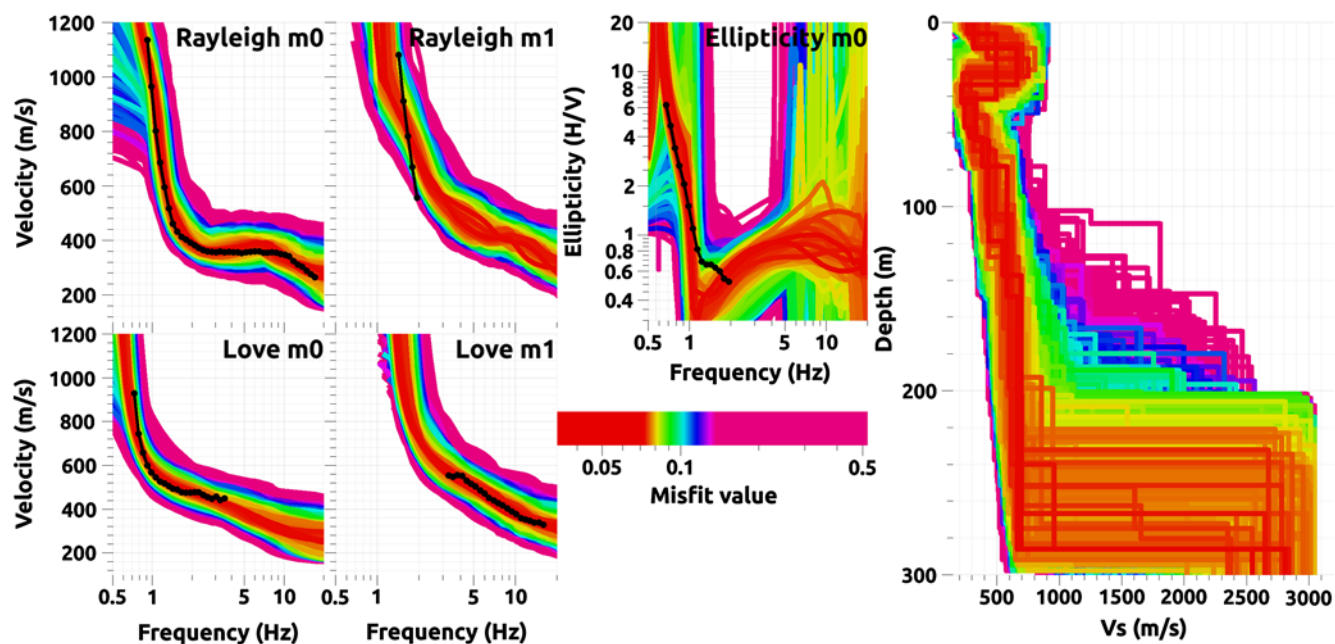 Rayleigh m0
1200
1000
800
600
400
200
Velocity (m/s)
Rayleigh m1
Ellipticity m0
20
10
8
6
4
2
1
0.8
0.6
0.4
Ellipticity (H/V)
0.5 1 5 10
Frequency (Hz)
Love m0
1200
1000
800
600
400
200
Velocity (m/s)
0.5 1 10
Frequency (Hz)
Love m1
0.5 1 10
Frequency (Hz)
0.05 0.1 0.5
Misfit value
0
100
200
300
Depth (m)
500 1000 1500 2000 2500 3000
Vs (m/s)